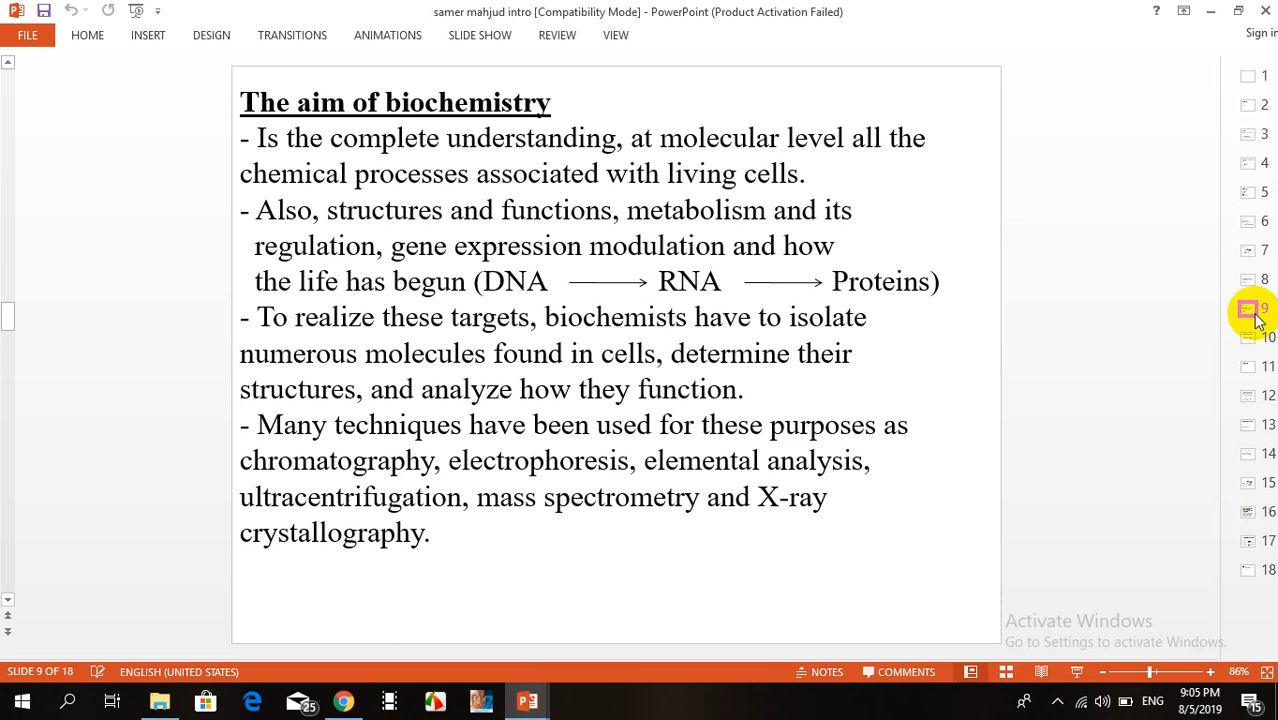 samer mahjud intro [Compatibility Mode] - PowerPoint (Product Activation Failed)
?
FILE HOME INSERT DESIGN TRANSITIONS ANIMATIONS SLIDE SHOW REVIEW VIEW
Sign in
The aim of biochemistry
- Is the complete understanding, at molecular level all the
chemical processes associated with living cells.
- Also, structures and functions, metabolism and its
regulation, gene expression modulation and how
the life has begun (DNA → RNA → Proteins)
- To realize these targets, biochemists have to isolate
numerous molecules found in cells, determine their
structures, and analyze how they function.
- Many techniques have been used for these purposes as
chromatography, electrophoresis, elemental analysis,
ultracentrifugation, mass spectrometry and X-ray
crystallography.
1
2
3
4
5
6
7
8
9
10
11
12
13
14
15
16
17
18
Activate Windows
Go to Settings to activate Windows.
SLIDE 9 OF 18 ENGLISH (UNITED STATES) NOTES COMMENTS 86%
25
ENG
9:05 PM
8/5/2019
15